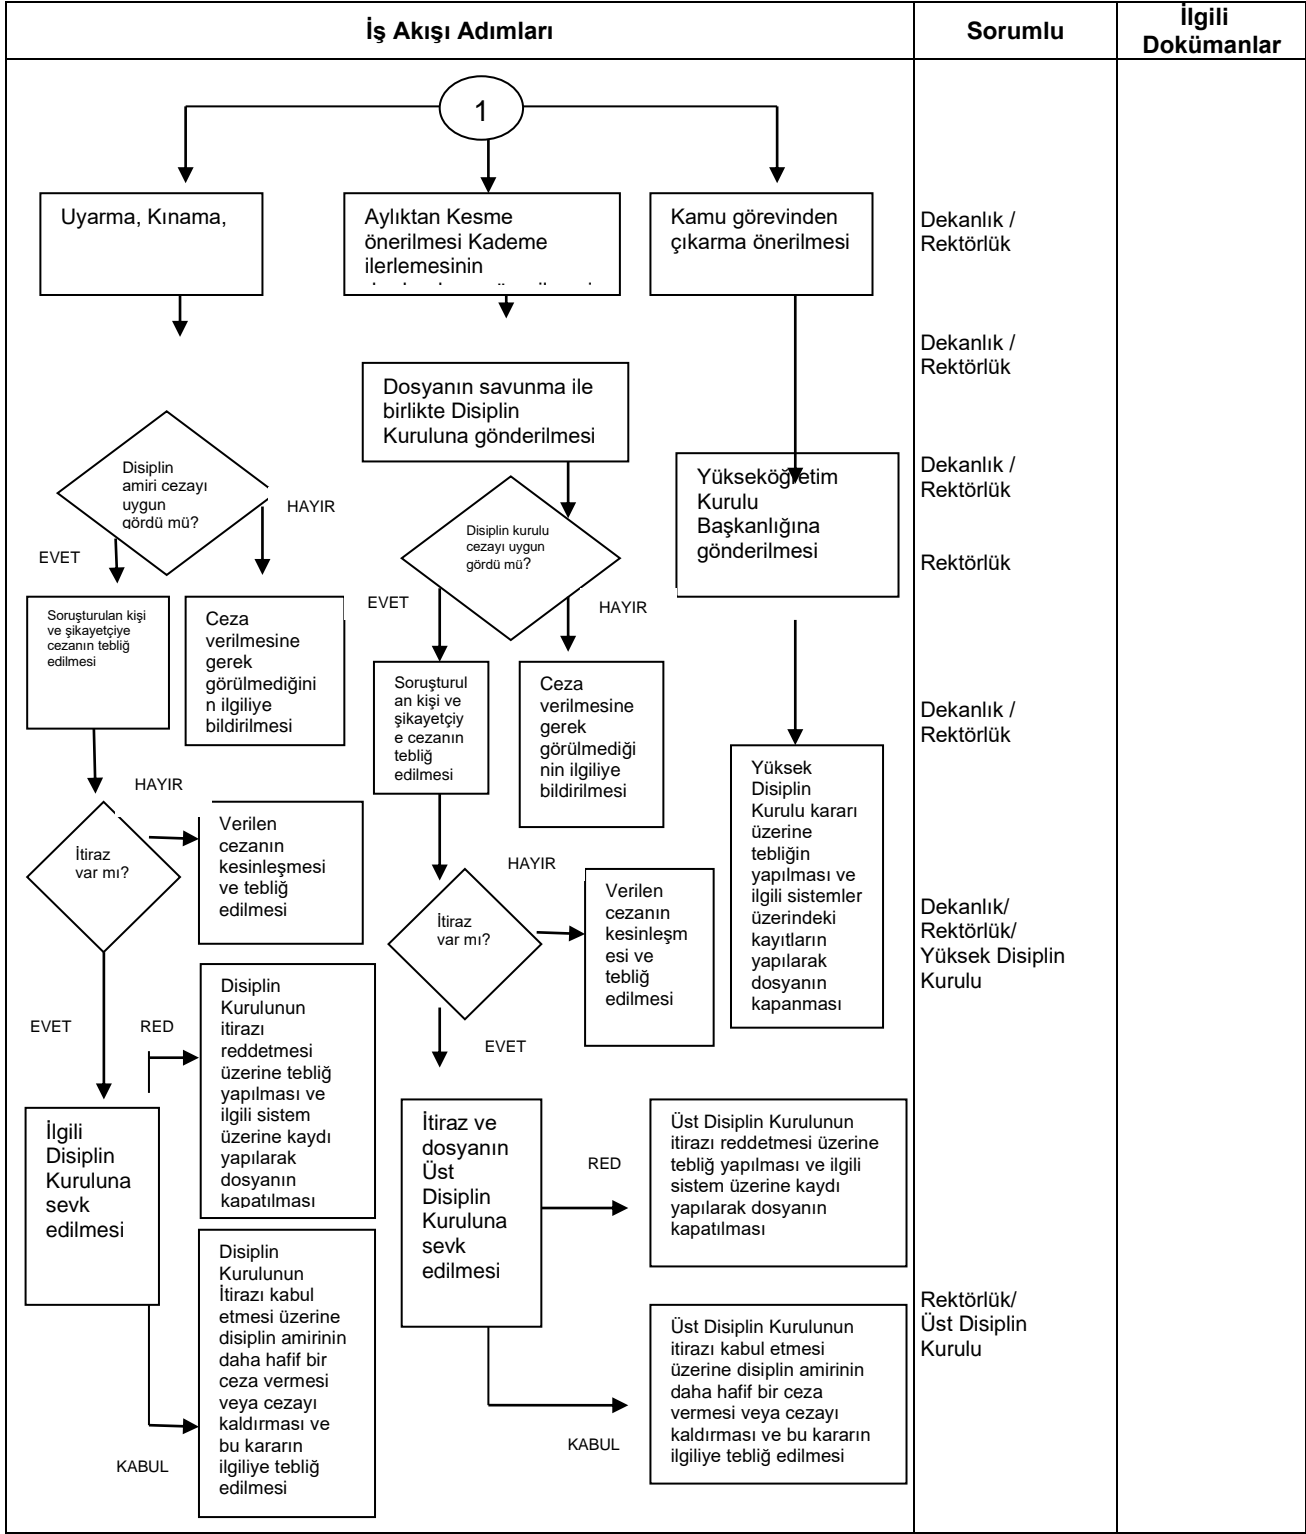 İş Akışı Adımları
Sorumlu
İlgili
Dokümanlar
1
Uyarma, Kınama,
Aylıktan Kesme
önerilmesi Kademe
ilerlemesinin
Kamu görevinden
çıkarma önerilmesi
Dekanlık /
Rektörlük
Dosyanın savunma ile
birlikte Disiplin
Kuruluna gönderilmesi
Dekanlık /
Rektörlük
Disiplin
amiri cezayı
uygun
gördü mü?
HAYIR
EVET
Disiplin kurulu
cezayı uygun
gördü mü?
EVET
HAYIR
Yükseköğretim
Kurulu
Başkanlığına
gönderilmesi
Dekanlık /
Rektörlük
Rektörlük
Soruşturulan kişi
ve şikayetçiye
cezanın tebliğ
edilmesi
Ceza
verilmesine
gerek
görülmediğini
n ilgiliye
bildirilmesi
Soruşturul
an kişi ve
şikayetçiy
e cezanın
tebliğ
edilmesi
Ceza
verilmesine
gerek
görülmediği
nin ilgiliye
bildirilmesi
Dekanlık /
Rektörlük
Yüksek
Disiplin
Kurulu kararı
üzerine
tebliğin
yapılması ve
ilgili sistemler
üzerindeki
kayıtların
yapılarak
dosyanın
kapanması
HAYIR
İtiraz
var mı?
Verilen
cezanın
kesinleşmesi
ve tebliğ
edilmesi
HAYIR
İtiraz
var mı?
Verilen
cezanın
kesinleşm
esi ve
tebliğ
edilmesi
Dekanlık/
Rektörlük/
Yüksek Disiplin
Kurulu
EVET
RED
Disiplin
Kurulunun
itirazı
reddetmesi
üzerine tebliğ
yapılması ve
ilgili sistem
üzerine kaydı
yapılarak
dosyanın
kapatılması
EVET
İlgili
Disiplin
Kuruluna
sevk
edilmesi
İtiraz ve
dosyanın
Üst
Disiplin
Kuruluna
sevk
edilmesi
RED
Üst Disiplin Kurulunun
itirazı reddetmesi üzerine
tebliğ yapılması ve ilgili
sistem üzerine kaydı
yapılarak dosyanın
kapatılması
Disiplin
Kurulunun
İtirazı kabul
etmesi üzerine
disiplin amirinin
daha hafif bir
ceza vermesi
veya cezayı
kaldırması ve
bu kararın
ilgiliye tebliğ
edilmesi
KABUL
Üst Disiplin Kurulunun
itirazı kabul etmesi
üzerine disiplin amirinin
daha hafif bir ceza
vermesi veya cezayı
kaldırması ve bu kararın
ilgiliye tebliğ edilmesi
KABUL
Rektörlük/
Üst Disiplin
Kurulu